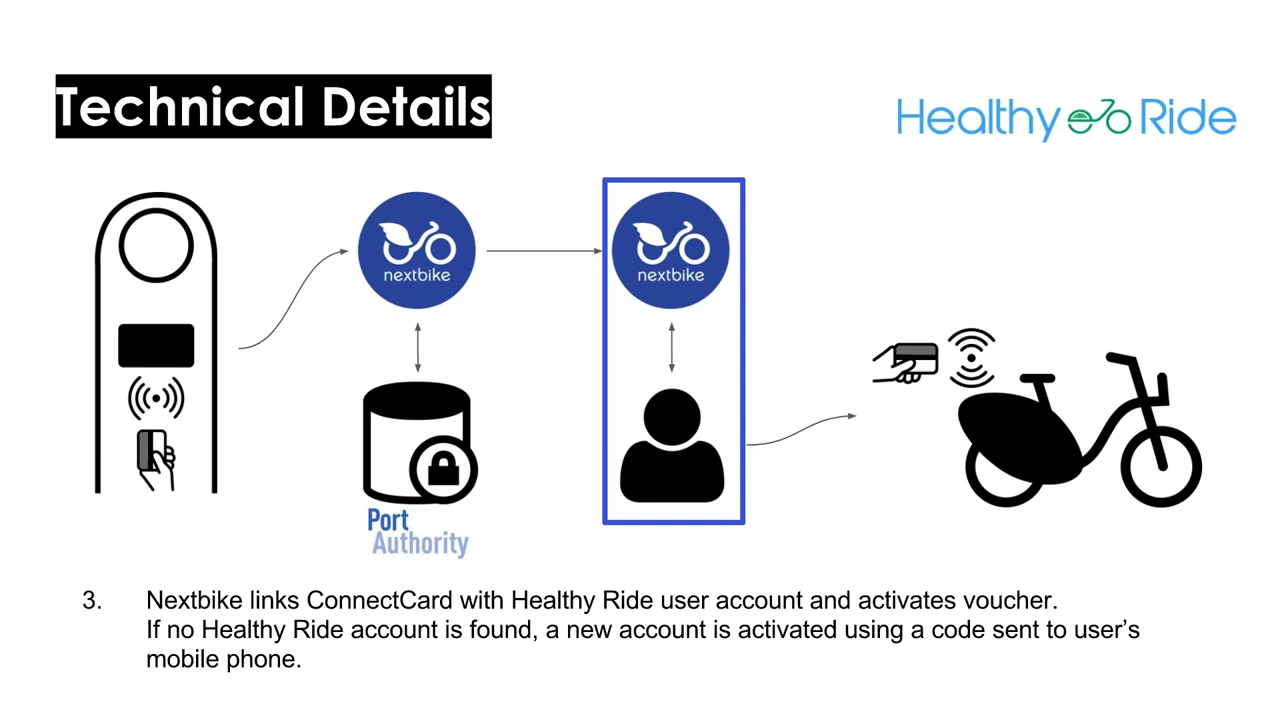 Technical Details
Healthy Ride
nextbike
nextbike
Port
Authority
3. Nextbike links ConnectCard with Healthy Ride user account and activates voucher.
If no Healthy Ride account is found, a new account is activated using a code sent to user’s
mobile phone.